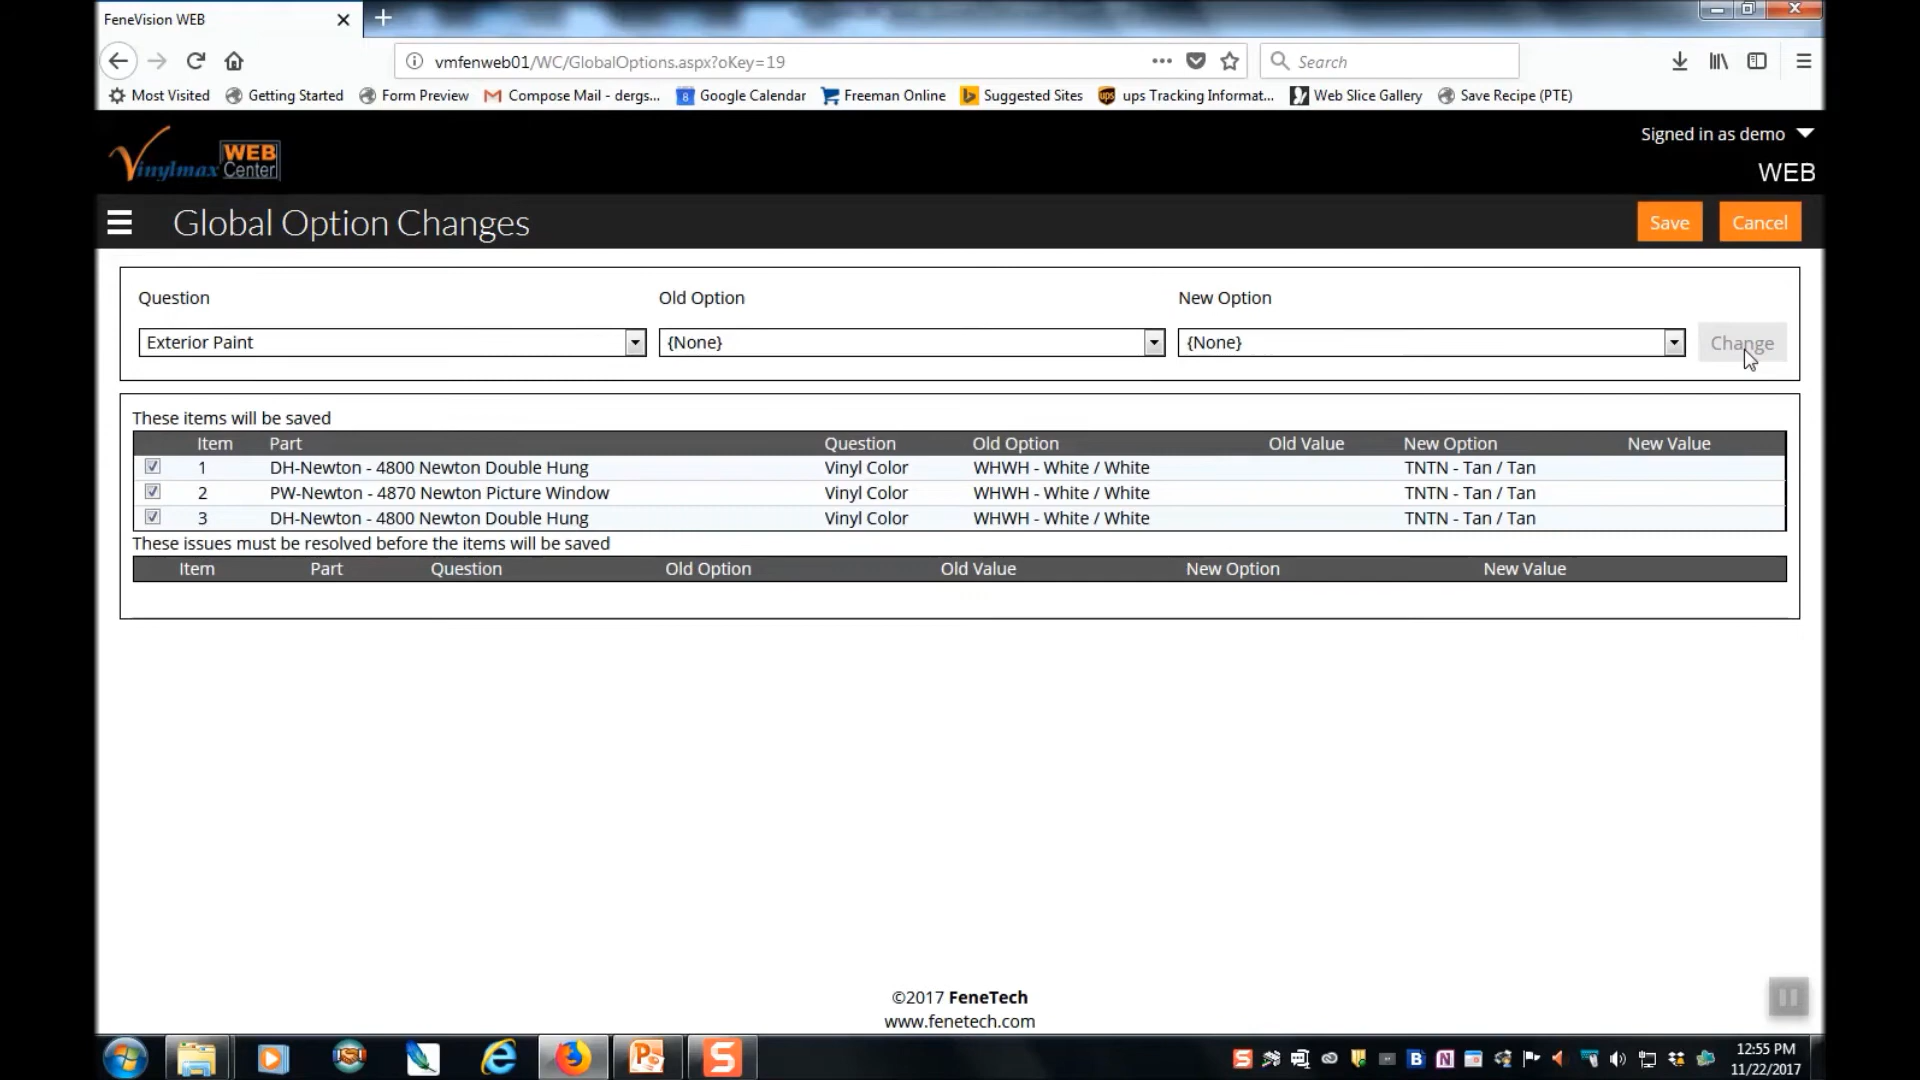 FeneVision WEB
vmfenweb01/WC/GlobalOptions.aspx?oKey=19
Search
Most Visited Getting Started Form Preview Compose Mail - dergs... Google Calendar Freeman Online Suggested Sites ups Tracking Informat... Web Slice Gallery Save Recipe (PTE)
Vinylmax WEB Center
Signed in as demo
WEB
Global Option Changes
Save Cancel
Question Old Option New Option
Exterior Paint {None} {None} Change
These items will be saved
Item Part Question Old Option Old Value New Option New Value
1 DH-Newton - 4800 Newton Double Hung Vinyl Color WHWH - White / White TNTN - Tan / Tan
2 PW-Newton - 4870 Newton Picture Window Vinyl Color WHWH - White / White TNTN - Tan / Tan
3 DH-Newton - 4800 Newton Double Hung Vinyl Color WHWH - White / White TNTN - Tan / Tan
These issues must be resolved before the items will be saved
Item Part Question Old Option Old Value New Option New Value
©2017 FeneTech
www.fenetech.com
12:55 PM
11/22/2017